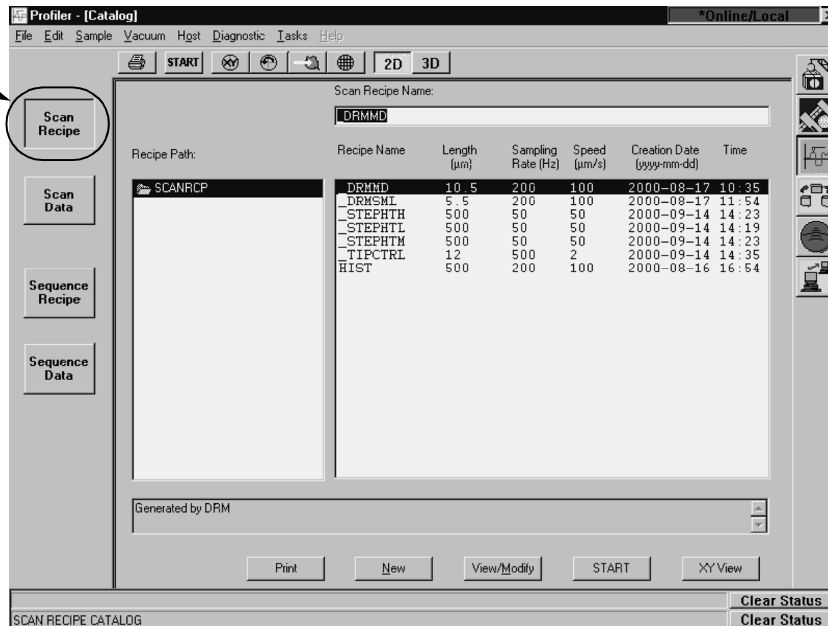 Profiler - [Catalog]
*Online/Local
File Edit Sample Vacuum Host Diagnostic Tasks Help
START XY 2D 3D
Scan Recipe
Scan Data
Sequence Recipe
Sequence Data
Scan Recipe Name:
_DRMMD
Recipe Path:
SCANRCP
Recipe Name Length (µm) Sampling Rate (Hz) Speed (µm/s) Creation Date (yyyy-mm-dd) Time
_DRMMD 10.5 200 100 2000-08-17 10:35
_DRMSML 5.5 200 100 2000-08-17 11:54
_STEPHTH 500 50 50 2000-09-14 14:23
_STEPHTL 500 50 50 2000-09-14 14:19
_STEPHTM 500 50 50 2000-09-14 14:23
_TIPCTRL 12 500 2 2000-09-14 14:35
HIST 500 200 100 2000-08-16 16:54
Generated by DRM
Print New View/Modify START XY View
Clear Status
SCAN RECIPE CATALOG Clear Status